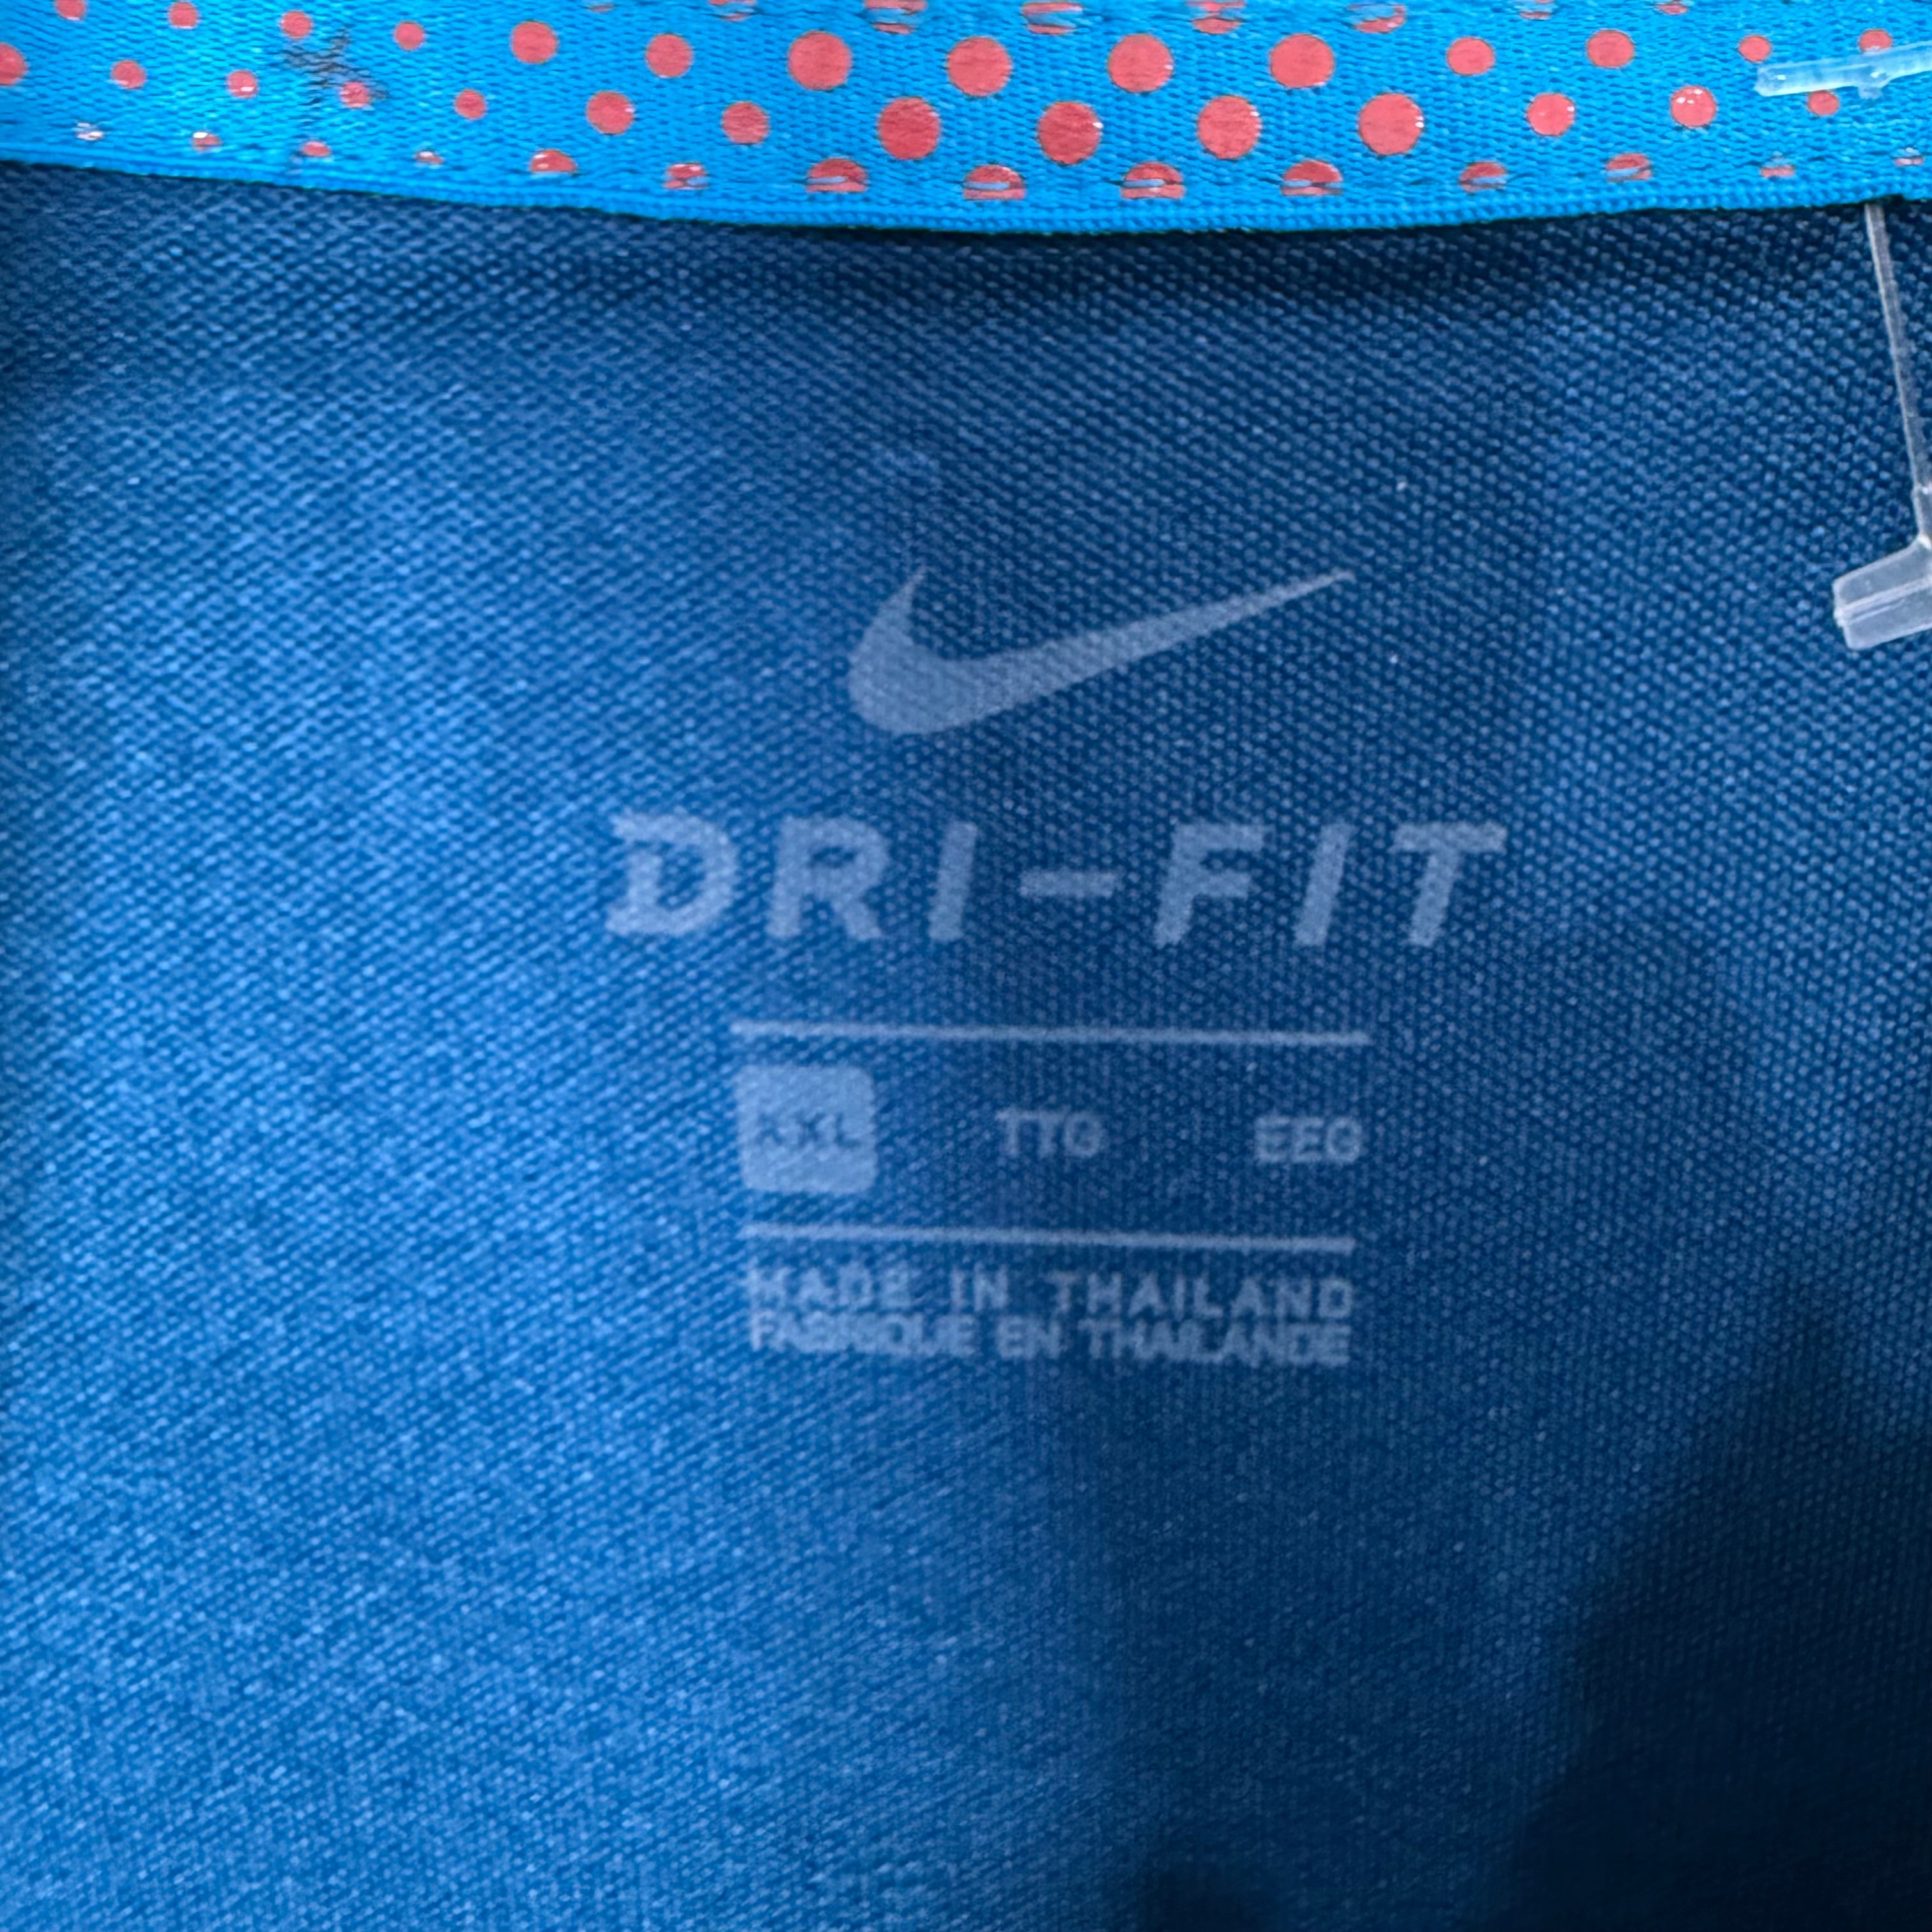 DRI-FIT
XXL TTG EEG
MADE IN THAILAND
FABRIQUE EN THAILANDE